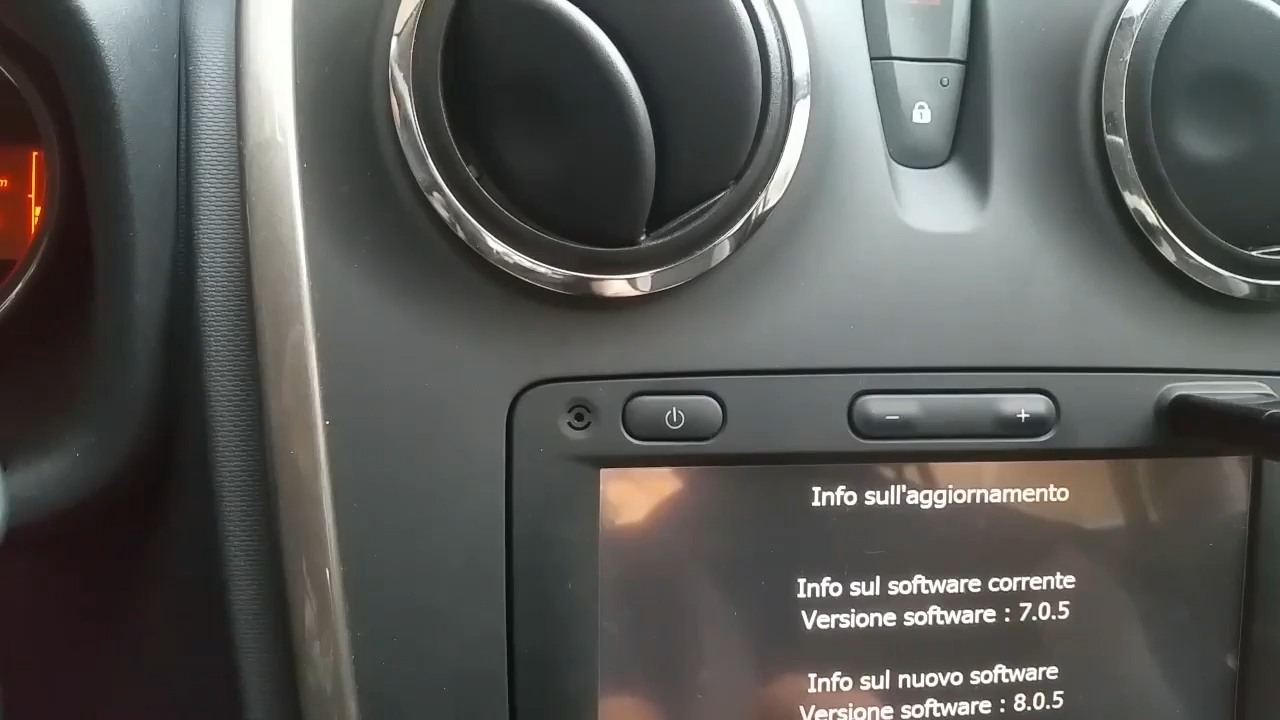 Info sull'aggiornamento
Info sul software corrente
Versione software : 7.0.5
Info sul nuovo software
Versione software : 8.0.5